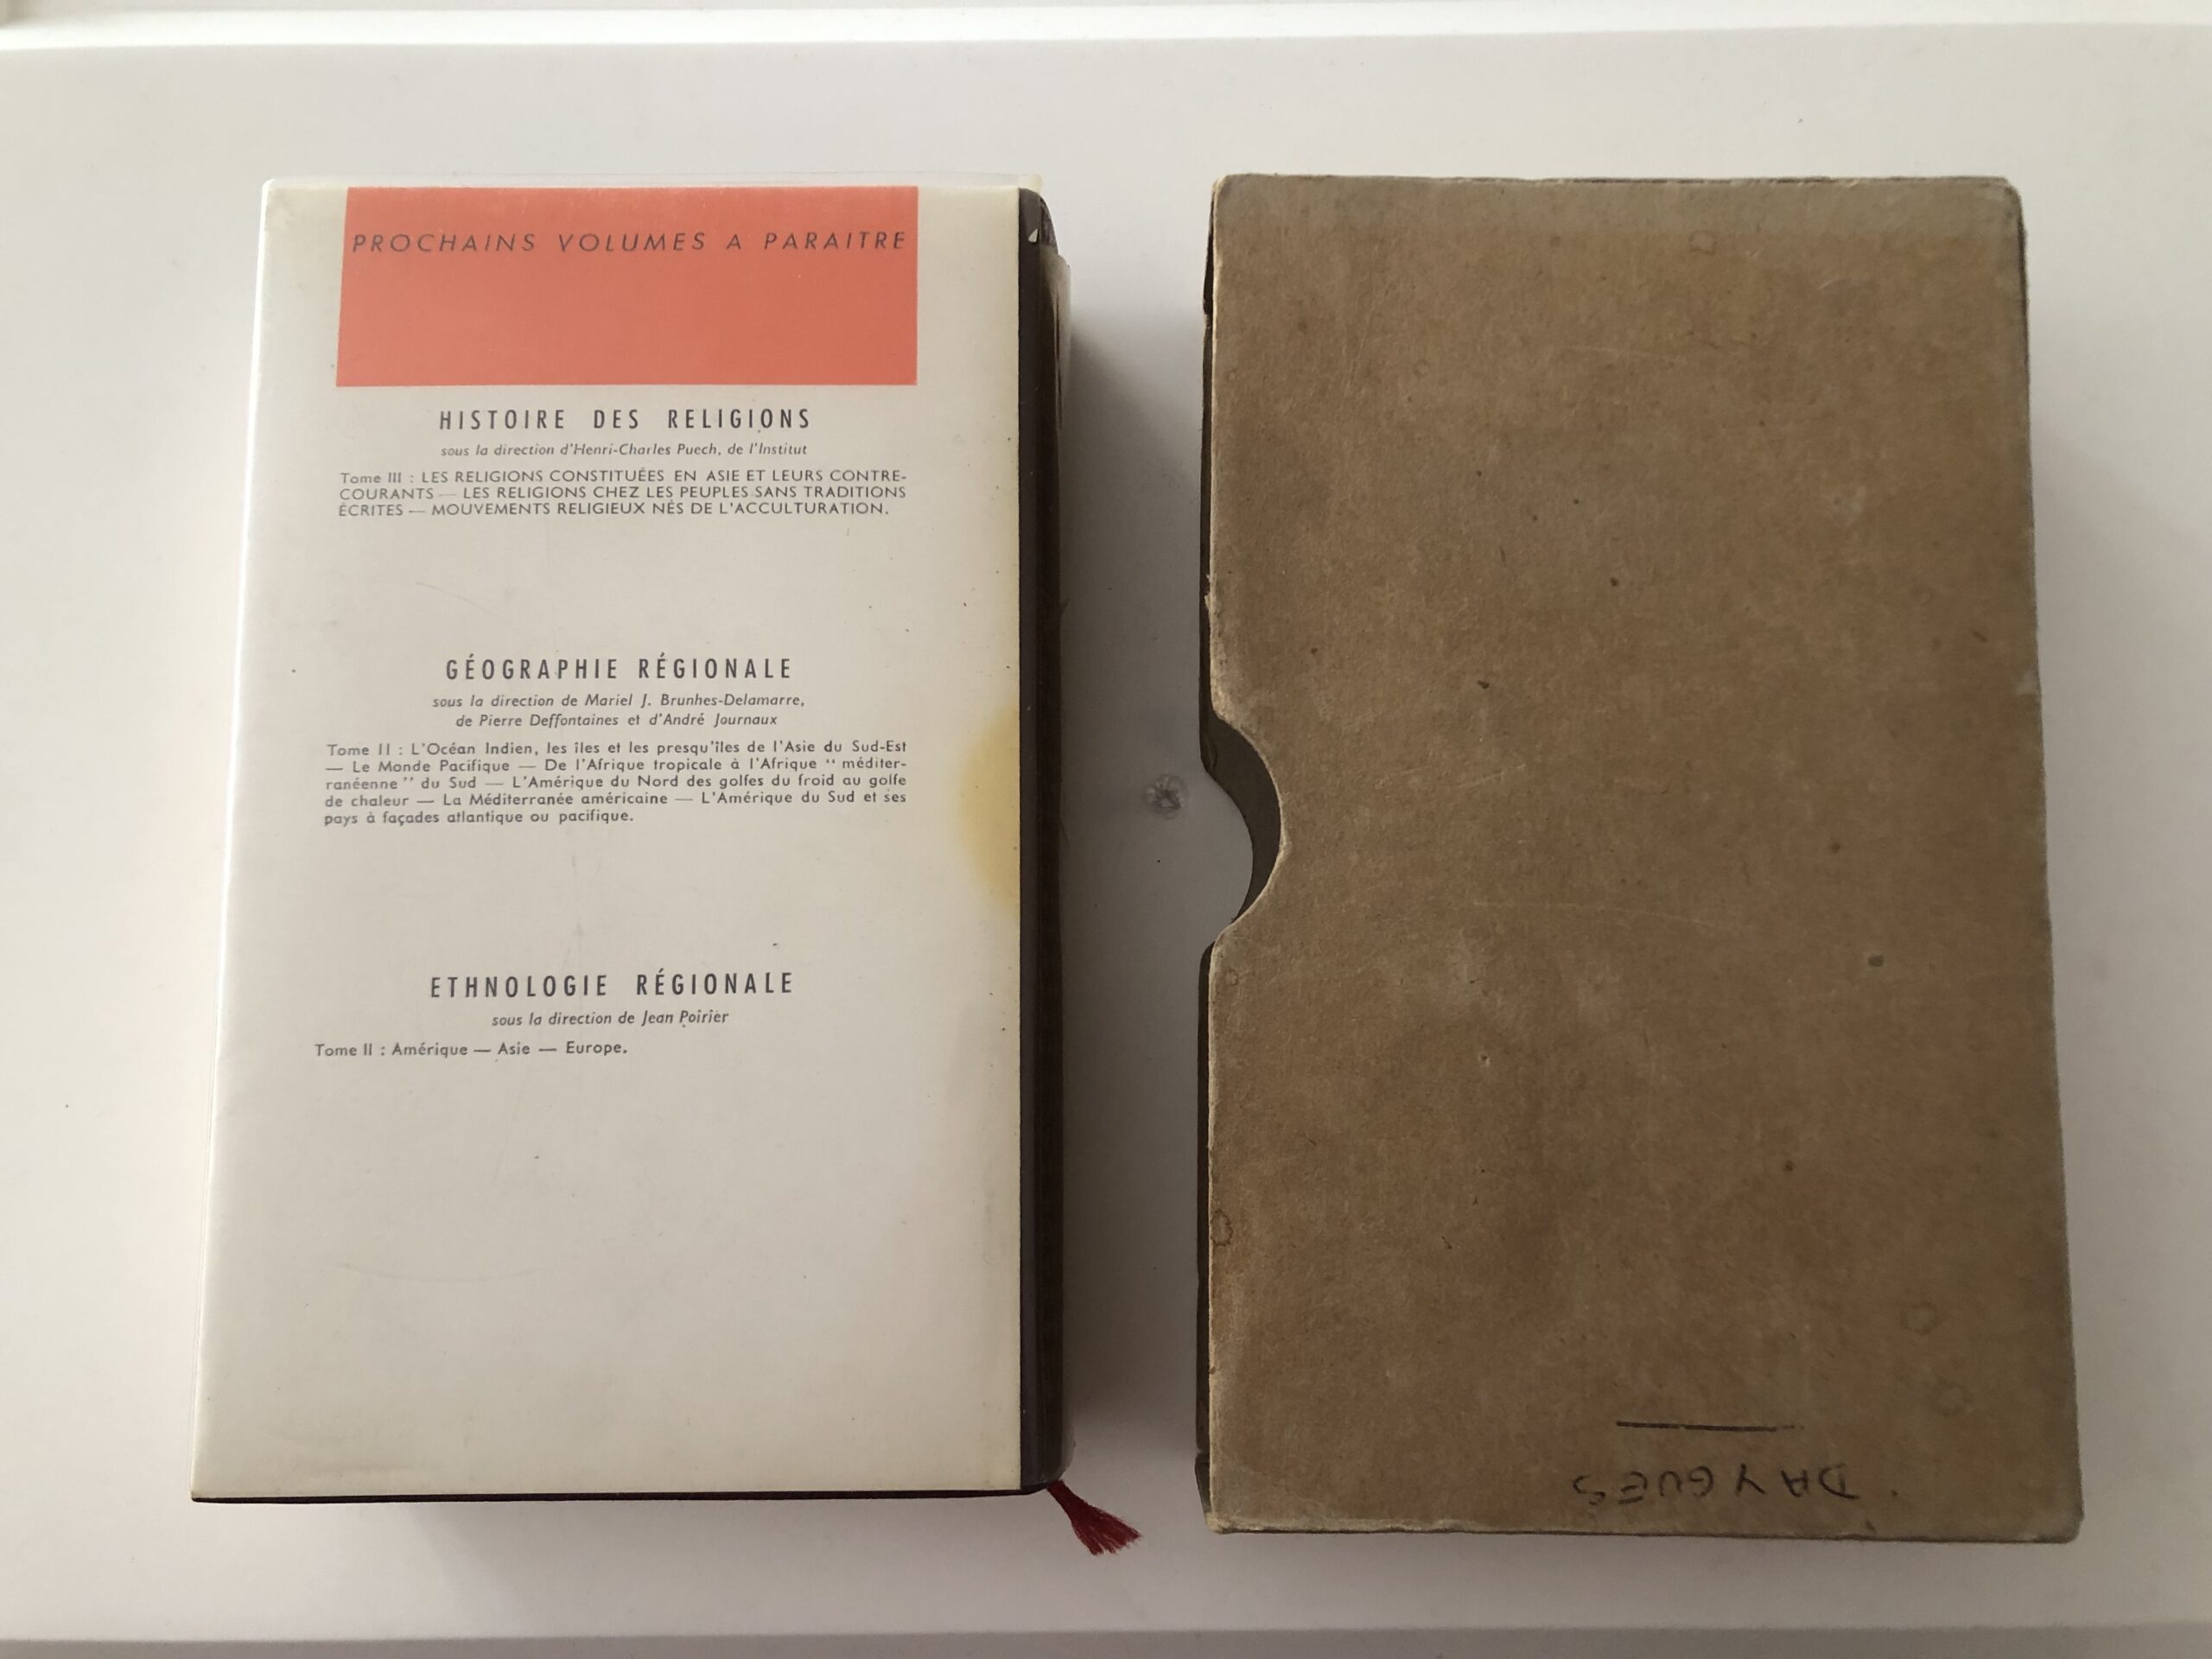 PROCHAINS VOLUMES A PARAITRE
HISTOIRE DES RELIGIONS
sous la direction d'Henri-Charles Puech, de l'Institut
Tome III : LES RELIGIONS CONSTITUÉES EN ASIE ET LEURS CONTRE-
COURANTS — LES RELIGIONS CHEZ LES PEUPLES SANS TRADITIONS
ÉCRITES — MOUVEMENTS RELIGIEUX NÉS DE L'ACCULTURATION.
GÉOGRAPHIE RÉGIONALE
sous la direction de Mariel J. Brunhes-Delamarre,
de Pierre Deffontaines et d'André Journaux
Tome II : L'Océan Indien, les îles et les presqu'îles de l'Asie du Sud-Est
— Le Monde Pacifique — De l'Afrique tropicale à l'Afrique “ méditer-
ranéenne ” du Sud — L'Amérique du Nord des golfes du froid au golfe
de chaleur — La Méditerranée américaine — L'Amérique du Sud et ses
pays à façades atlantique ou pacifique.
ETHNOLOGIE RÉGIONALE
sous la direction de Jean Poirier
Tome II : Amérique — Asie — Europe.
DAYGUES